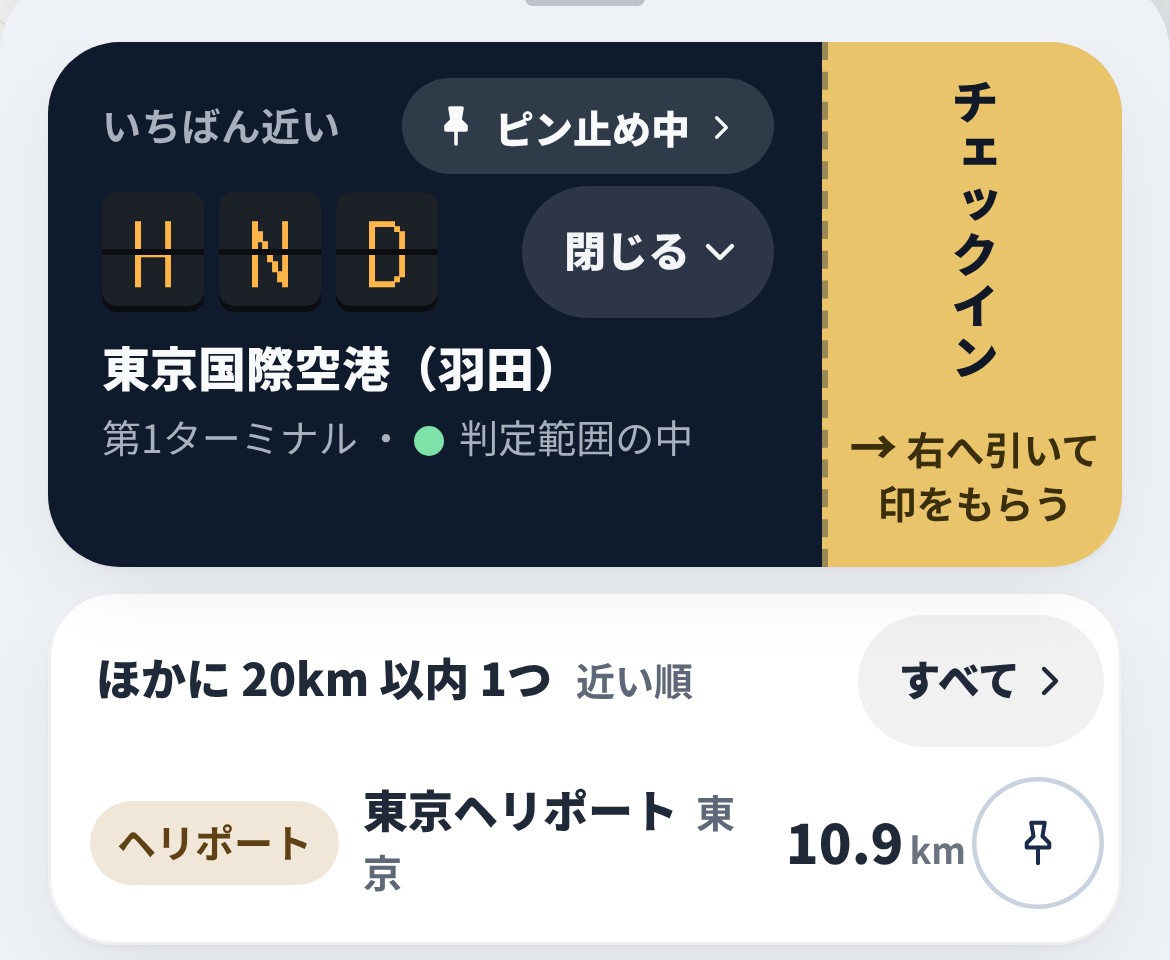 いちばん近い
ピン止め中
HND
閉じる
東京国際空港（羽田）
第1ターミナル ・ 判定範囲の中
チェックイン
→ 右へ引いて
印をもらう
ほかに 20km 以内 1つ 近い順
すべて
ヘリポート
東京ヘリポート 東
京
10.9 km